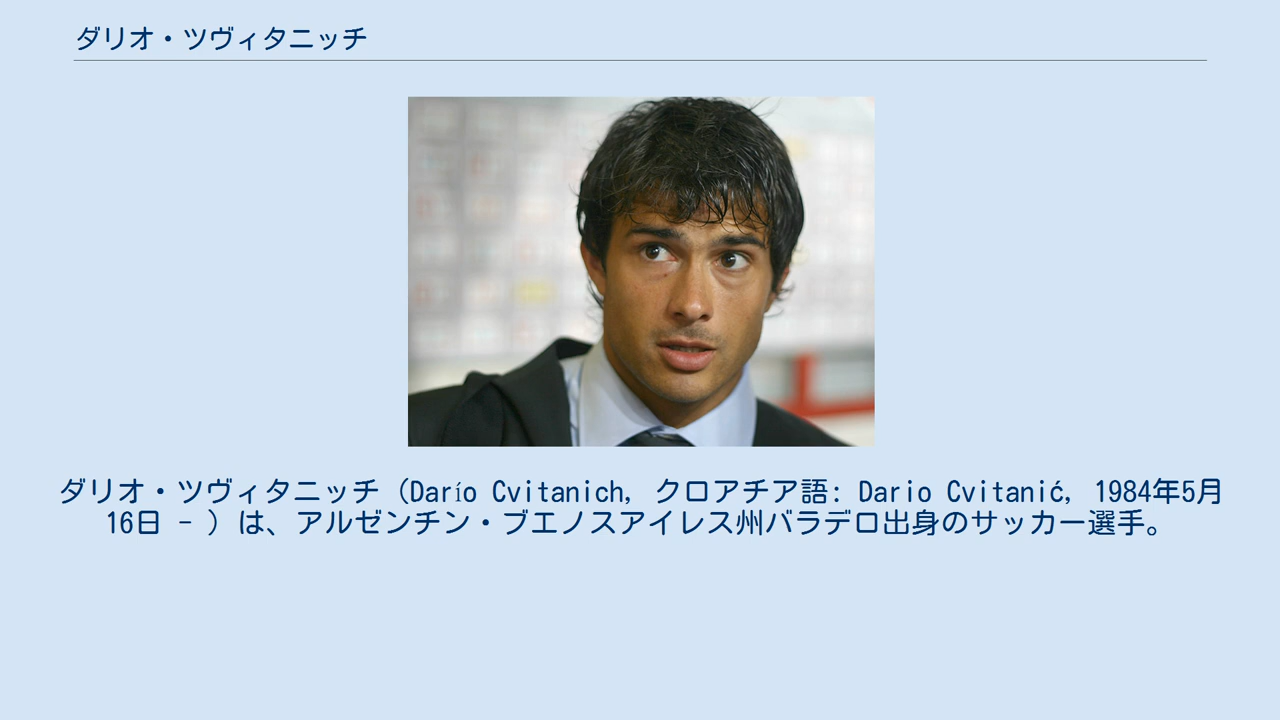 ダリオ・ツヴィタニッチ
ダリオ・ツヴィタニッチ（Darío Cvitanich, クロアチア語: Dario Cvitanić, 1984年5月
16日 - ）は、アルゼンチン・ブエノスアイレス州バラデロ出身のサッカー選手。